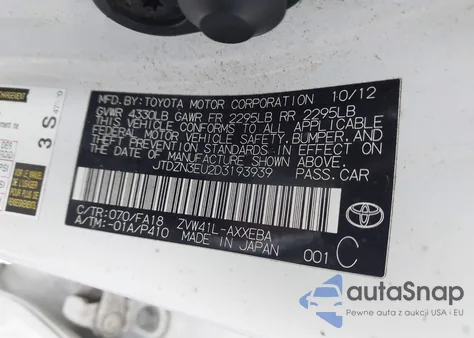 MFD.BY: TOYOTA MOTOR CORPORATION 10/12
GVWR 4330LB GAWR FR 2295LB RR 2295LB
THIS VEHICLE CONFORMS TO ALL APPLICABLE
FEDERAL MOTOR VEHICLE SAFETY, BUMPER, AND
THEFT PREVENTION STANDARDS IN EFFECT ON
THE DATE OF MANUFACTURE SHOWN ABOVE.
JTDZN3EU2D3193939 PASS.CAR
C/TR: 070/FA18 ZVW41L-AXXEBA
A/TM:-01A/P410 MADE IN JAPAN
001 C
TOYOTA
3 S
autoSnap
Pewne auta z aukcji USA i EU